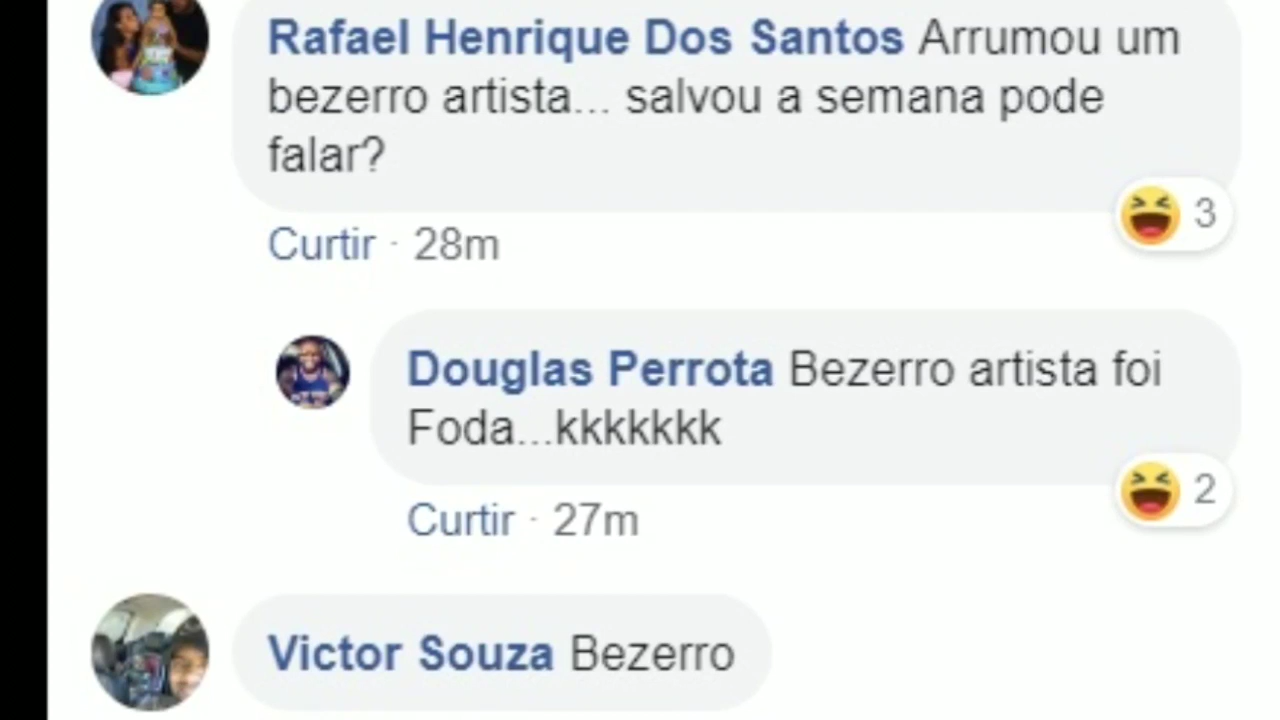 Rafael Henrique Dos Santos Arrumou um
bezerro artista... salvou a semana pode
falar?
3
Curtir · 28m
Douglas Perrota Bezerro artista foi
Foda...kkkkkkk
2
Curtir · 27m
Victor Souza Bezerro